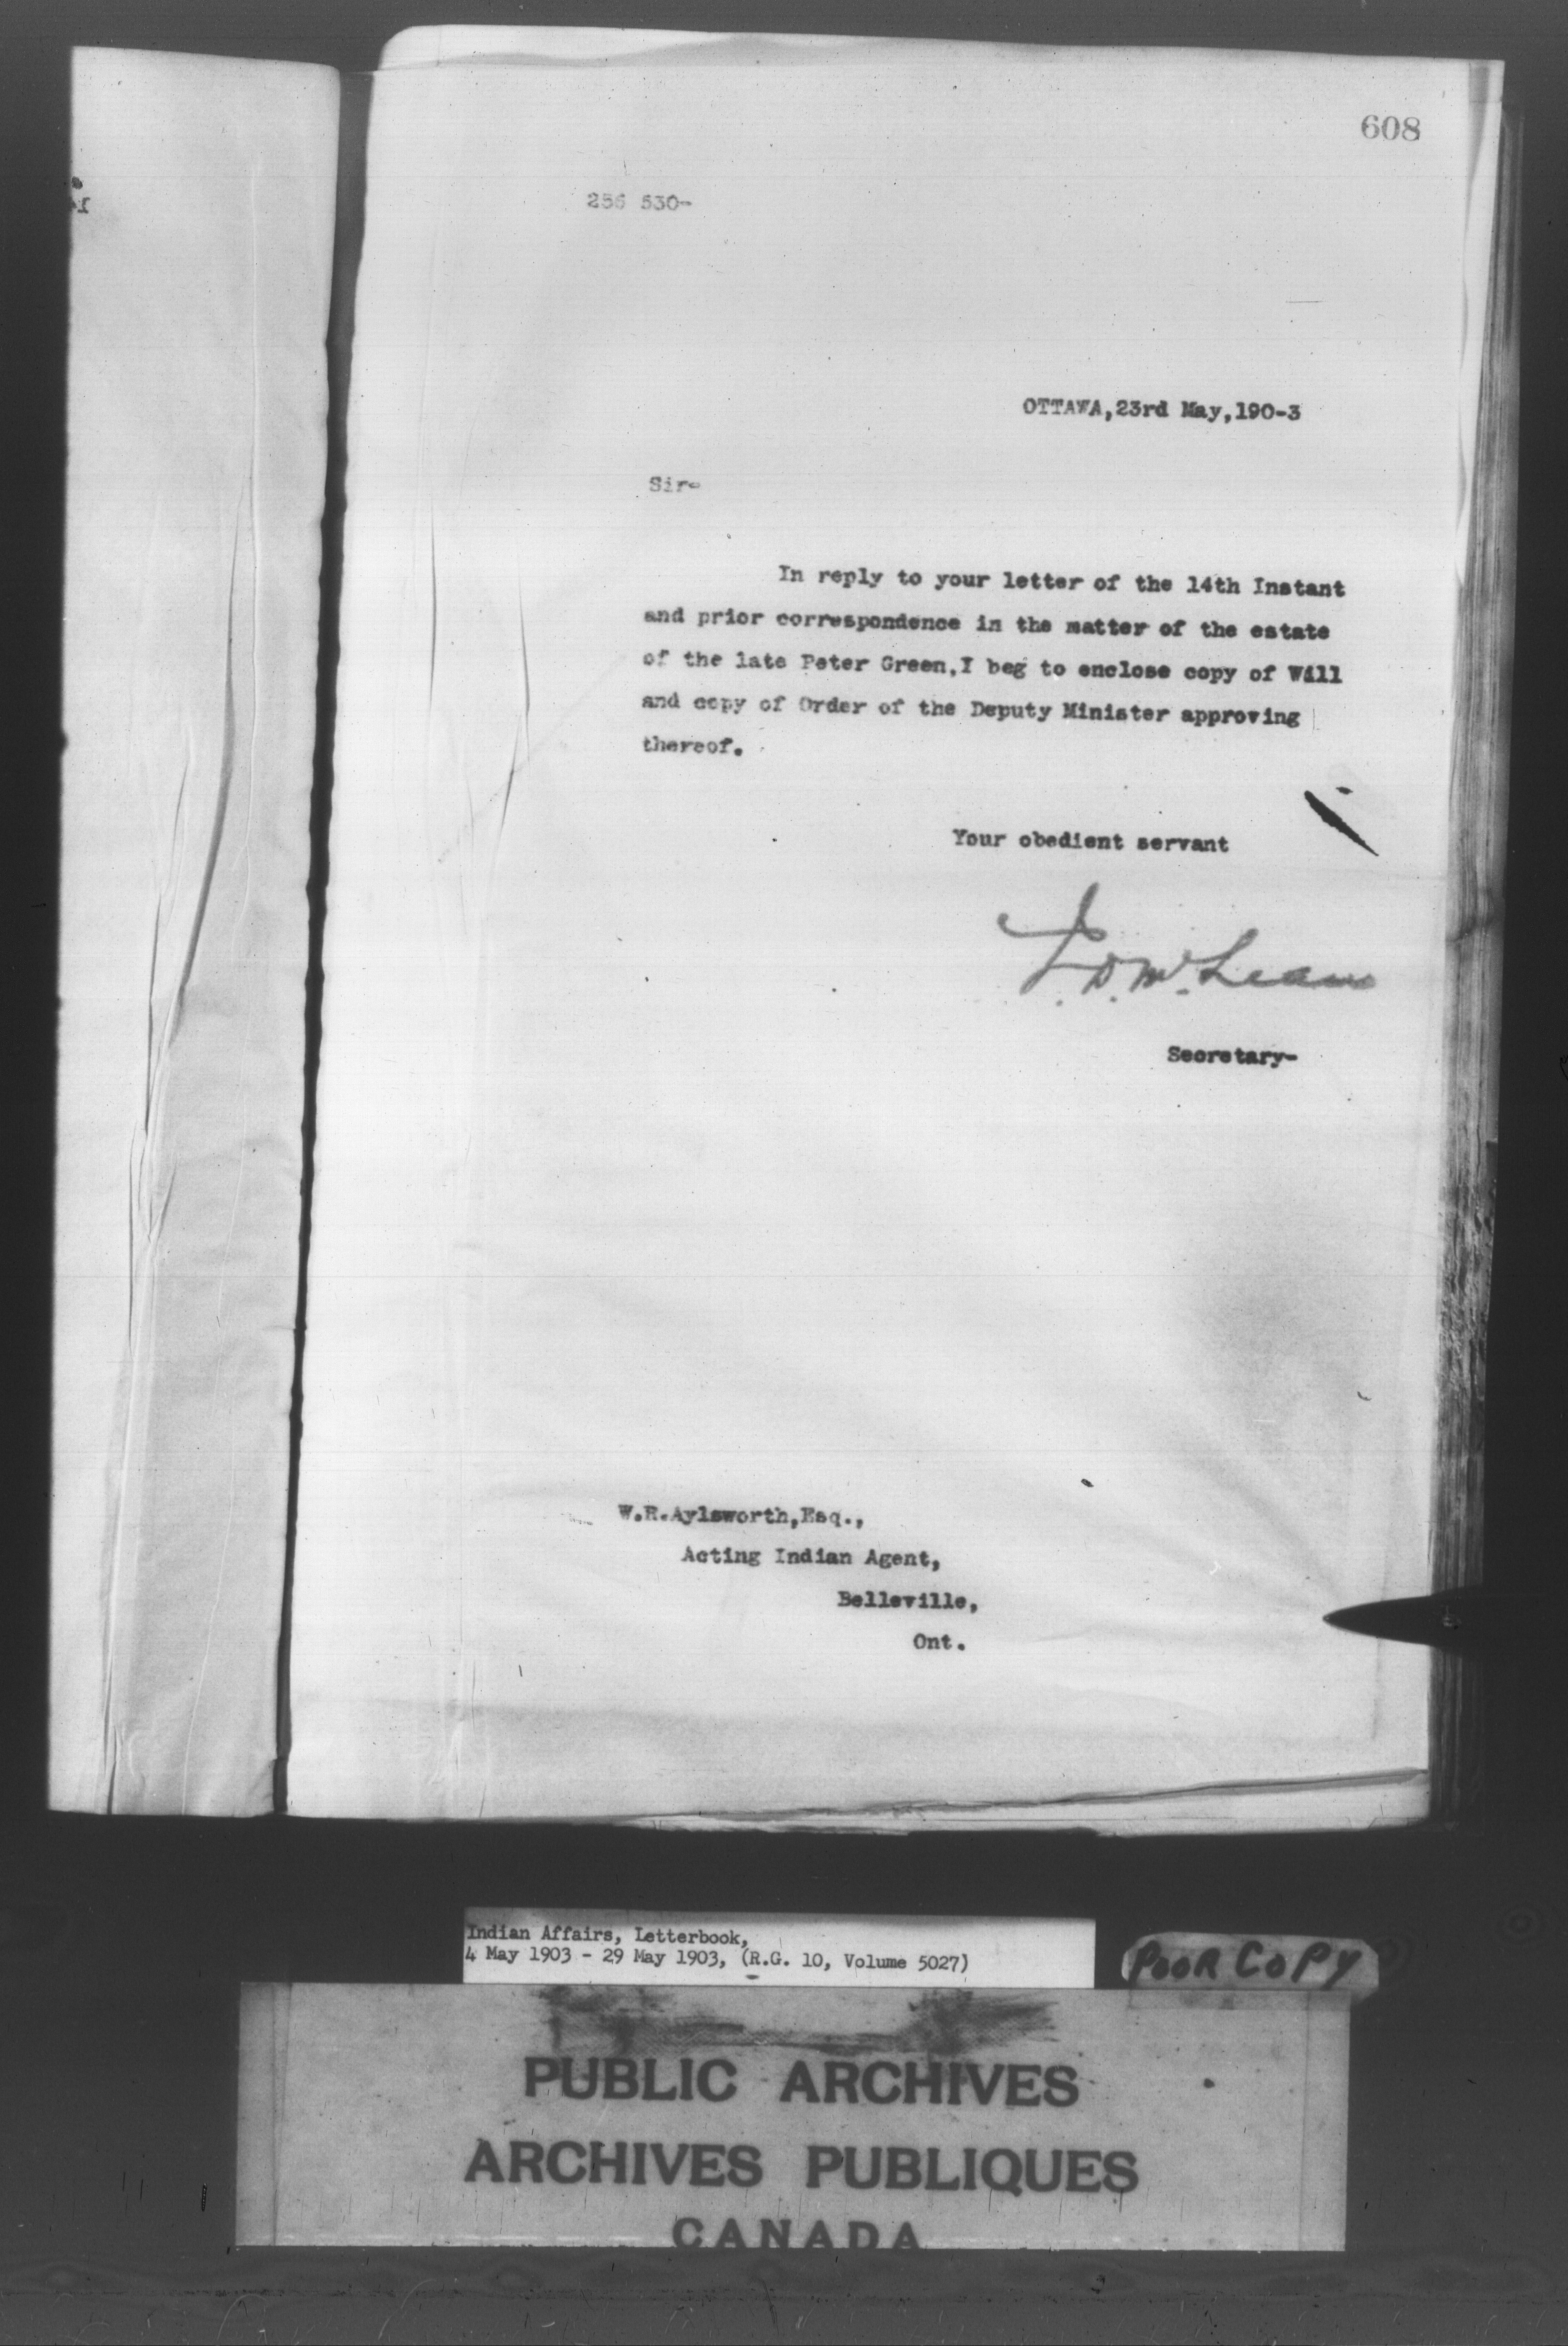 608
256 530-
OTTAWA,23rd May,190-3
Sir-
In reply to your letter of the 14th Instant
and prior correspondence in the matter of the estate
of the late Peter Green,I beg to enclose copy of Will
and copy of Order of the Deputy Minister approving
thereof.
Your obedient servant
J. D. McLean
Secretary-
W.R.Aylsworth,Esq.,
Acting Indian Agent,
Belleville,
Ont.
Indian Affairs, Letterbook,
4 May 1903 - 29 May 1903, (R.G. 10, Volume 5027)
POOR COPY
PUBLIC ARCHIVES
ARCHIVES PUBLIQUES
CANADA